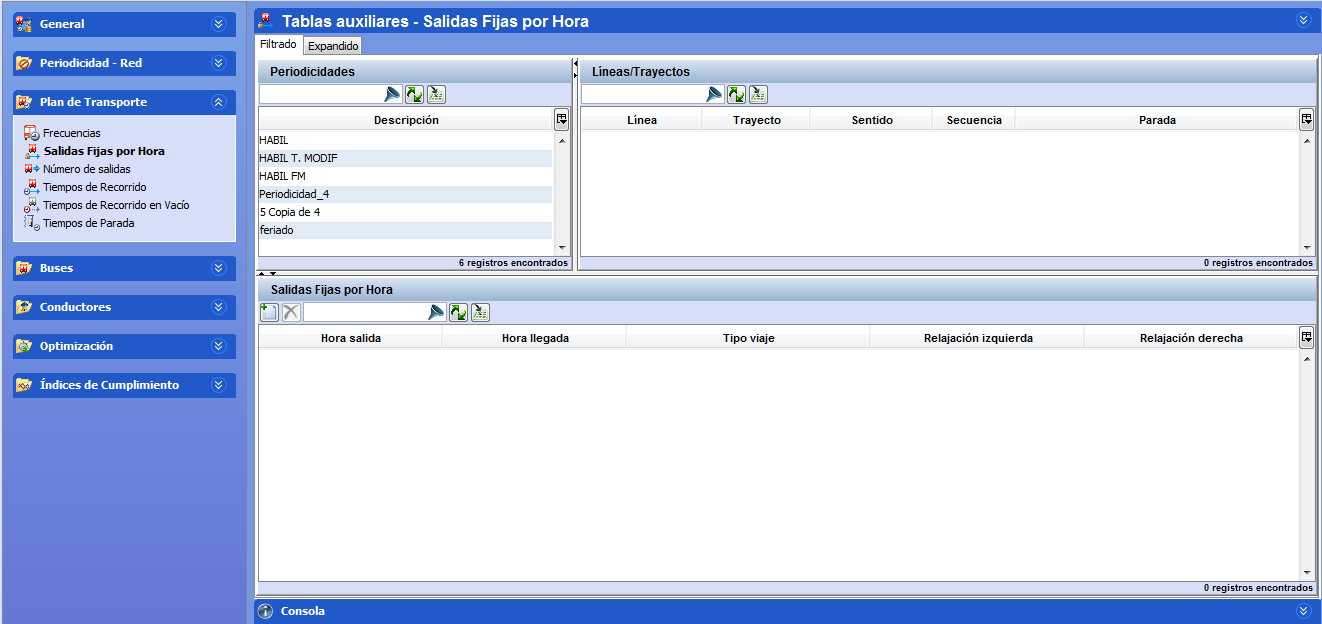 General
Periodicidad - Red
Plan de Transporte
Frecuencias
Salidas Fijas por Hora
Número de salidas
Tiempos de Recorrido
Tiempos de Recorrido en Vacío
Tiempos de Parada
Buses
Conductores
Optimización
Índices de Cumplimiento
Tablas auxiliares - Salidas Fijas por Hora
Filtrado Expandido
Periodicidades
Descripción
HABIL
HABIL T. MODIF
HABIL FM
Periodicidad_4
5 Copia de 4
feriado
6 registros encontrados
Líneas/Trayectos
Línea Trayecto Sentido Secuencia Parada
0 registros encontrados
Salidas Fijas por Hora
Hora salida Hora llegada Tipo viaje Relajación izquierda Relajación derecha
0 registros encontrados
Consola